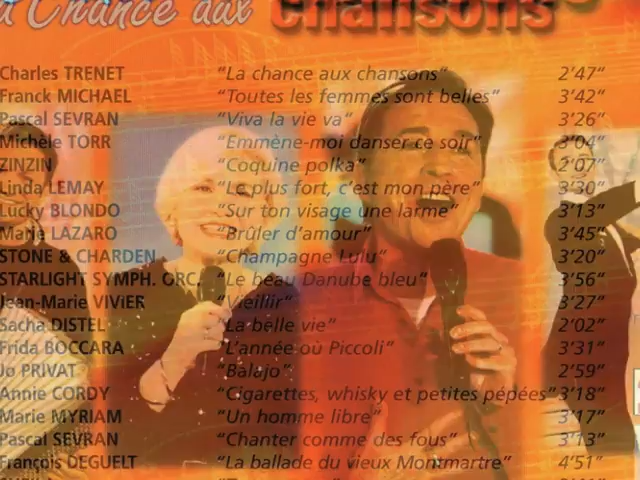 a Chance aux chansons
Charles TRENET "La chance aux chansons" 2'47"
Franck MICHAEL "Toutes les femmes sont belles" 3'42"
Pascal SEVRAN "Viva la vie va" 3'26"
Michèle TORR "Emmène-moi danser ce soir" 3'04"
ZINZIN "Coquine polka" 2'07"
Linda LEMAY "Le plus fort, c'est mon père" 3'30"
Lucky BLONDO "Sur ton visage une larme" 3'13"
Maria LAZARO "Brûler d'amour" 3'45"
STONE & CHARDEN "Champagne Lulu" 3'20"
STARLIGHT SYMPH. ORC. "Le beau Danube bleu" 3'56"
Jean-Marie VIVIER "Vieillir" 3'27"
Sacha DISTEL "La belle vie" 2'02"
Frida BOCCARA "L'année où Piccoli" 3'31"
Jo PRIVAT "Balajo" 2'59"
Annie CORDY "Cigarettes, whisky et petites pépées" 3'18"
Marie MYRIAM "Un homme libre" 3'17"
Pascal SEVRAN "Chanter comme des fous" 3'13"
François DEGUELT "La ballade du vieux Montmartre" 4'51"